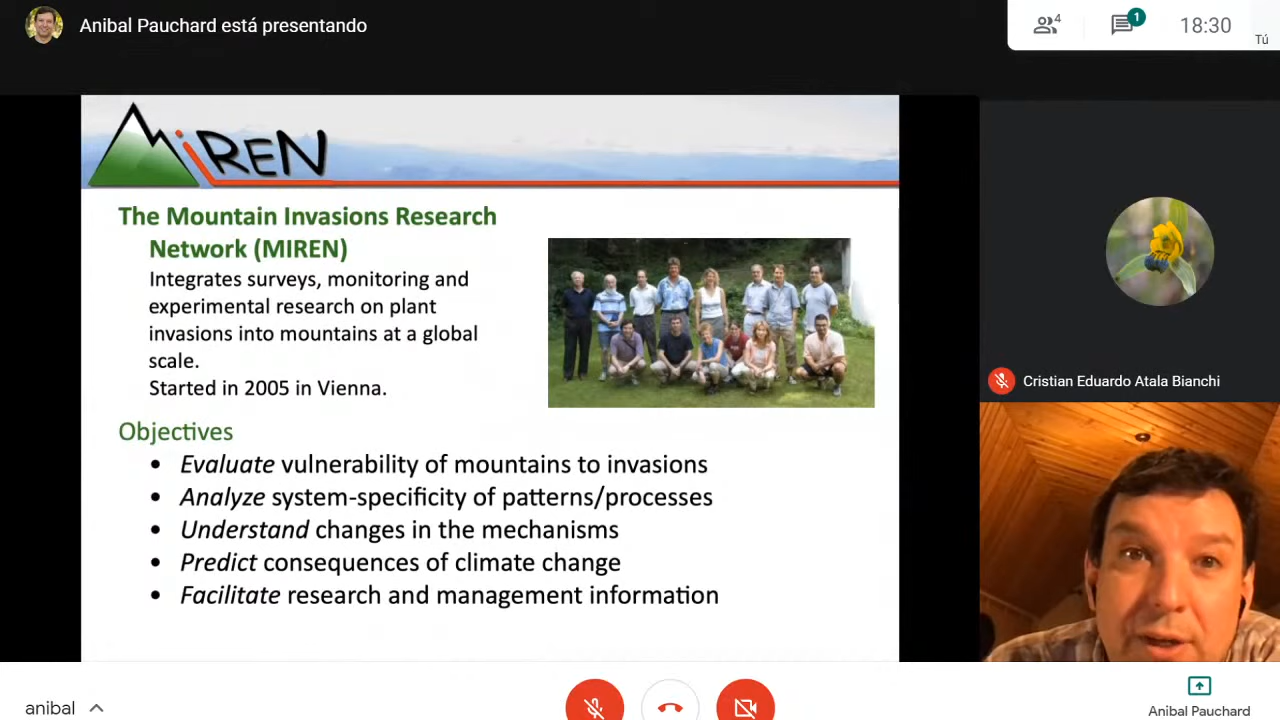 Anibal Pauchard está presentando
4
1
18:30
Tú
MiREN
The Mountain Invasions Research
Network (MIREN)
Integrates surveys, monitoring and
experimental research on plant
invasions into mountains at a global
scale.
Started in 2005 in Vienna.
Objectives
• Evaluate vulnerability of mountains to invasions
• Analyze system-specificity of patterns/processes
• Understand changes in the mechanisms
• Predict consequences of climate change
• Facilitate research and management information
Cristian Eduardo Atala Bianchi
anibal
Anibal Pauchard